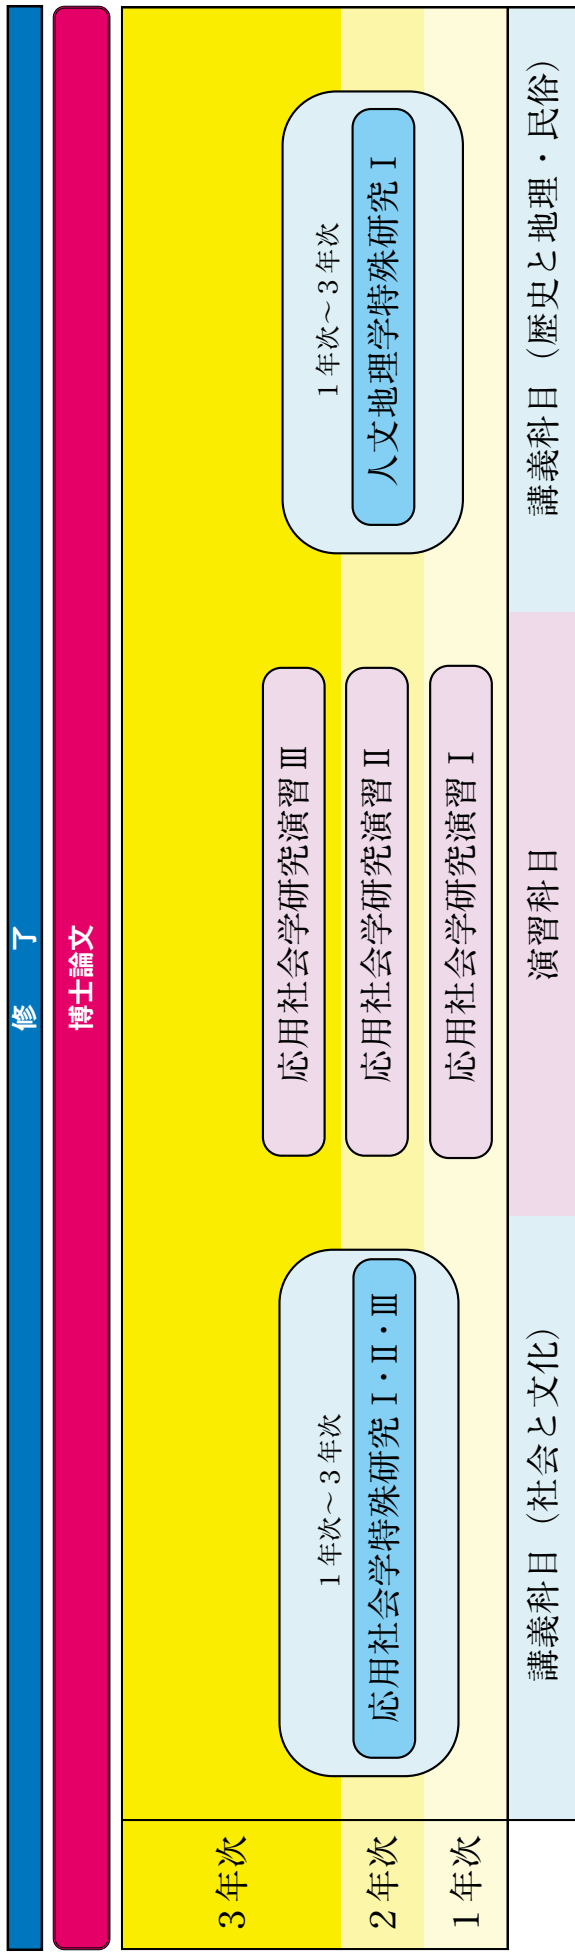 修 了
博士論文
3年次
2年次
1年次
1年次～3年次
応用社会学特殊研究Ⅰ・Ⅱ・Ⅲ
応用社会学研究演習Ⅲ
応用社会学研究演習Ⅱ
応用社会学研究演習Ⅰ
1年次～3年次
人文地理学特殊研究Ⅰ
講義科目（社会と文化）
演習科目
講義科目（歴史と地理・民俗）